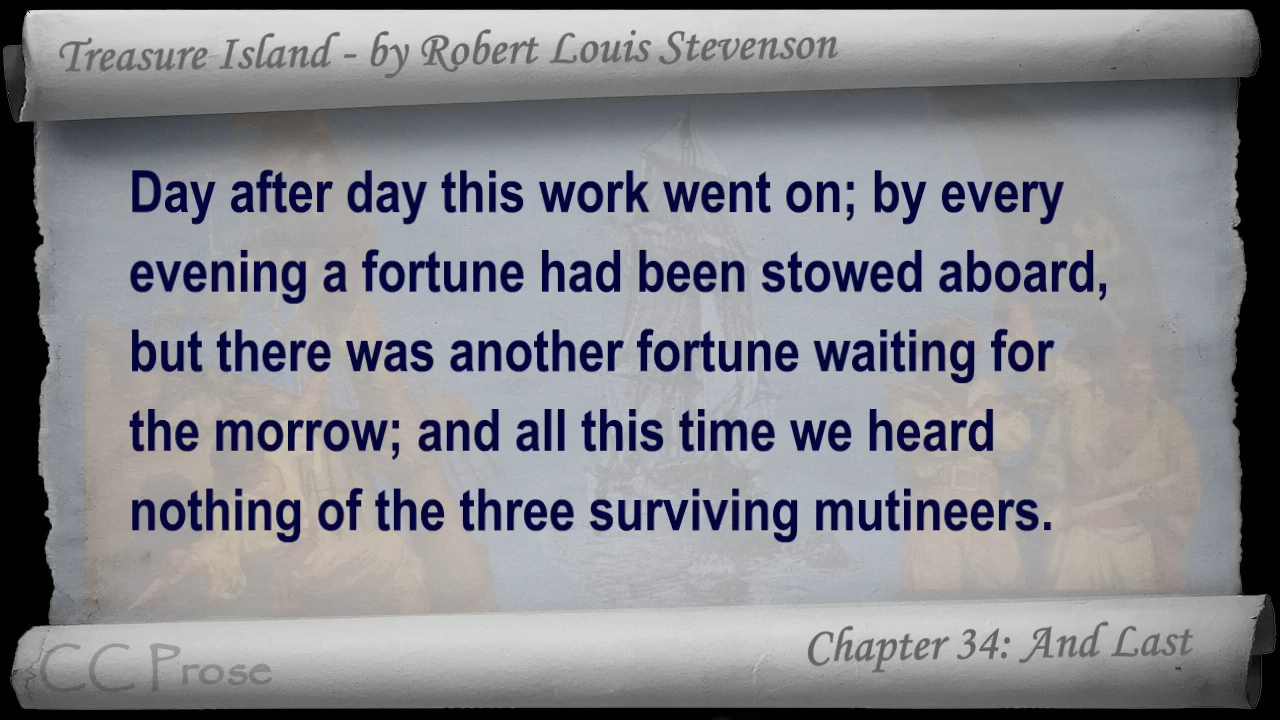 Treasure Island - by Robert Louis Stevenson
Day after day this work went on; by every
evening a fortune had been stowed aboard,
but there was another fortune waiting for
the morrow; and all this time we heard
nothing of the three surviving mutineers.
Chapter 34: And Last
CC Prose